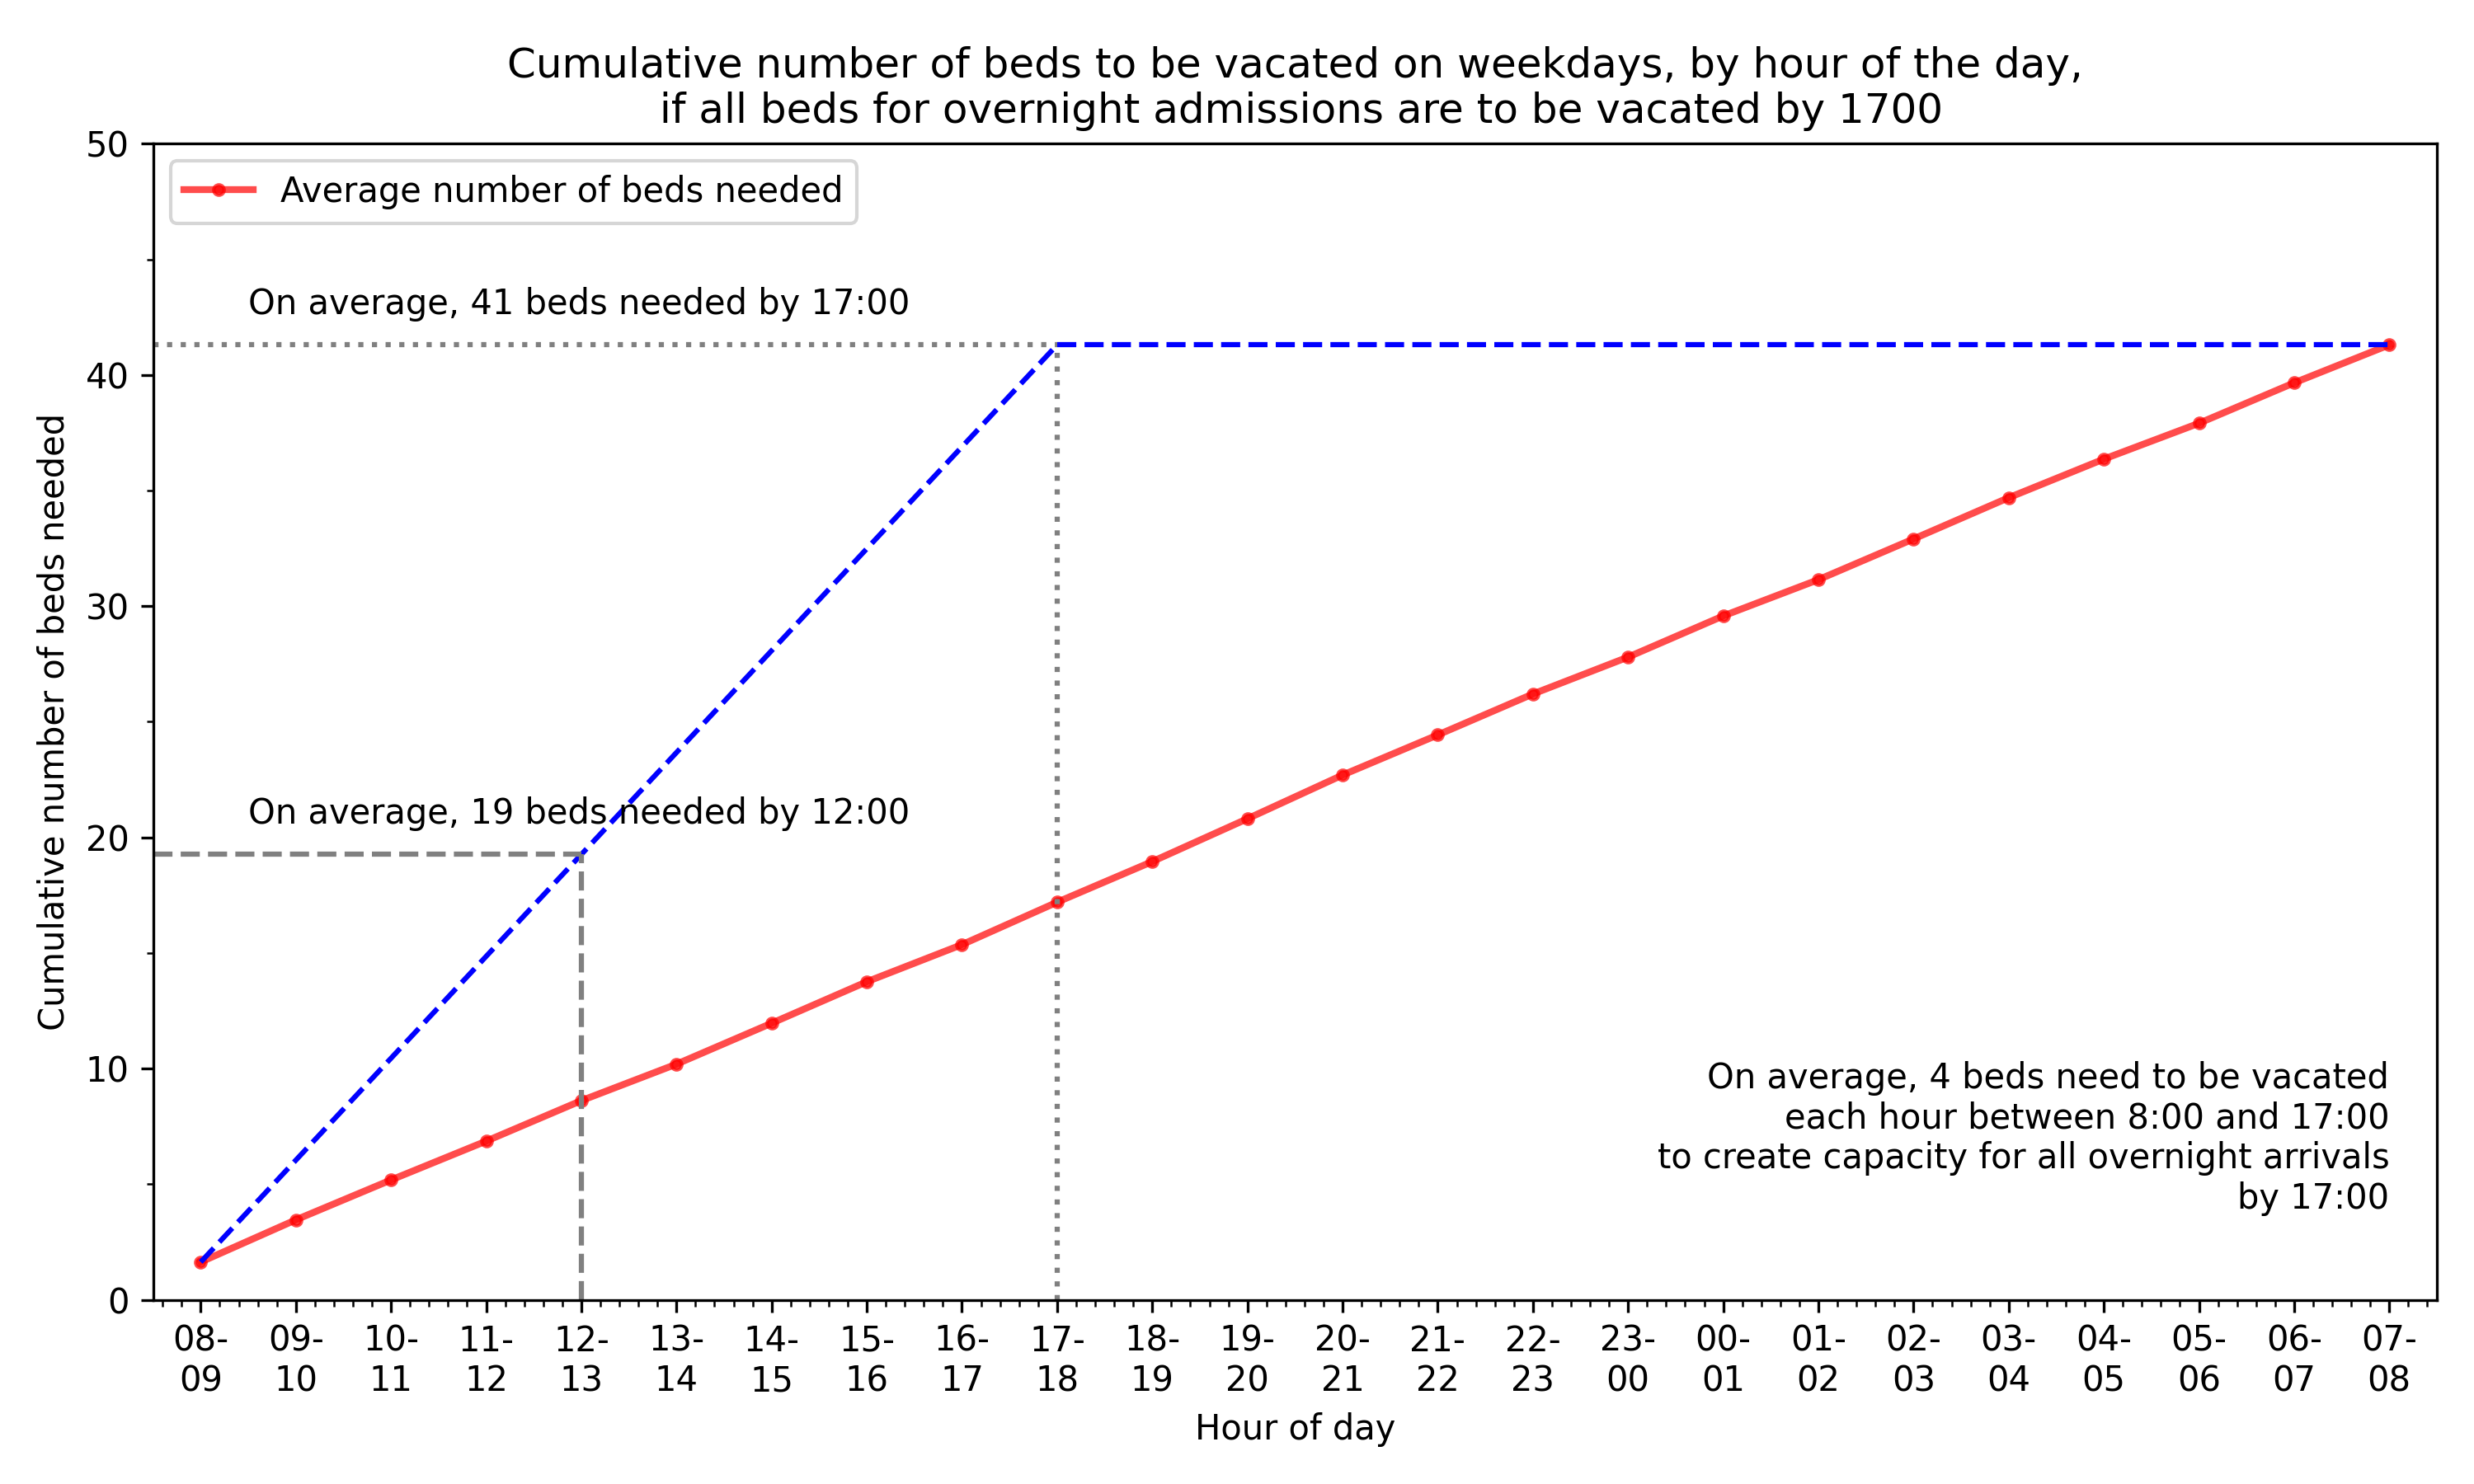 Cumulative number of beds to be vacated on weekdays, by hour of the day,
if all beds for overnight admissions are to be vacated by 1700
50
40
30
20
10
0
Cumulative number of beds needed
Average number of beds needed
On average, 41 beds needed by 17:00
On average, 19 beds needed by 12:00
On average, 4 beds need to be vacated
each hour between 8:00 and 17:00
to create capacity for all overnight arrivals
by 17:00
08- 09- 10- 11- 12- 13- 14- 15- 16- 17- 18- 19- 20- 21- 22- 23- 00- 01- 02- 03- 04- 05- 06- 07-
09 10 11 12 13 14 15 16 17 18 19 20 21 22 23 00 01 02 03 04 05 06 07 08
Hour of day